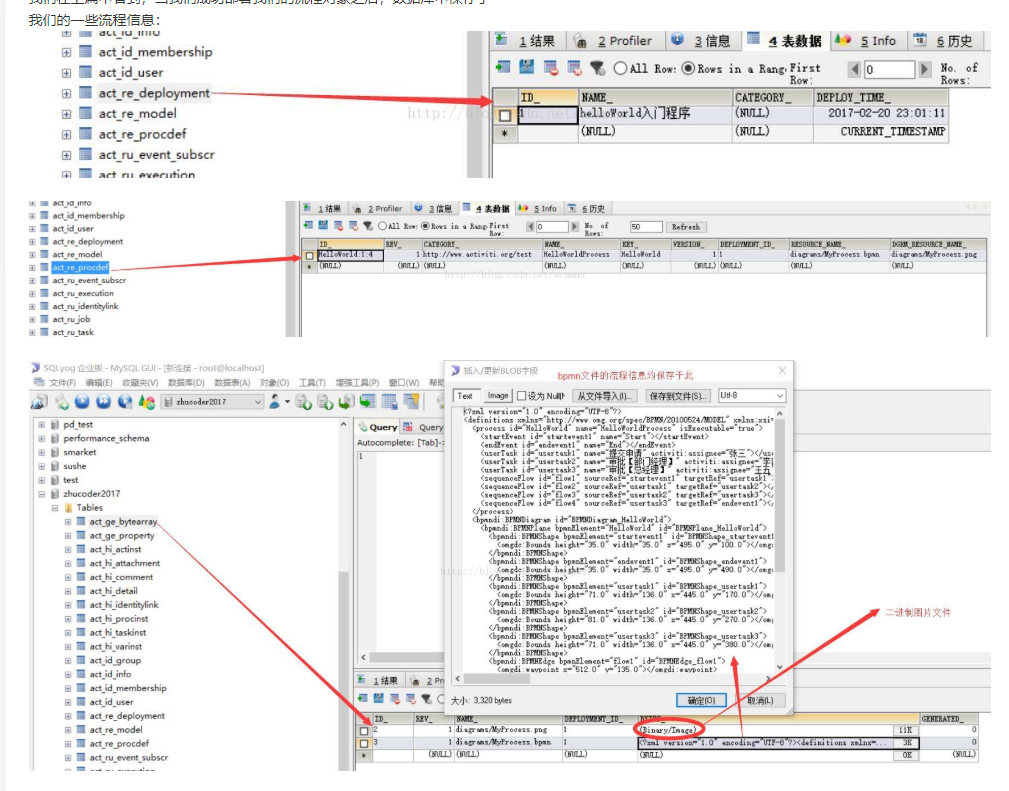 我们的一些流程信息：
act_id_info
act_id_membership
act_id_user
act_re_deployment
act_re_model
act_re_procdef
act_ru_event_subscr
act_ru_execution
1 结果 2 Profiler 3 信息 4 表数据 5 Info 6 历史
All Row: Rows in a Rang First Row: 0 No. of Rows:
ID_ NAME_ CATEGORY_ DEPLOY_TIME_
1 helloWorld入门程序 (NULL) 2017-02-20 23:01:11
* (NULL) (NULL) CURRENT_TIMESTAMP
act_id_info
act_id_membership
act_id_user
act_re_deployment
act_re_model
act_re_procdef
act_ru_event_subscr
act_ru_execution
act_ru_identitylink
act_ru_job
act_ru_task
1 结果 2 Profiler 3 信息 4 表数据 5 Info 6 历史
All Row: Rows in a Rang First Row: 0 No. of Rows: 50 Refresh
ID_ REV_ CATEGORY_ NAME_ KEY_ VERSION_ DEPLOYMENT_ID_ RESOURCE_NAME_ DGRM_RESOURCE_NAME_
HelloWorld:1:4 1 http://www.activiti.org/test HelloWorldProcess HelloWorld 1 1 diagrams/MyProcess.bpmn diagrams/MyProcess.png
* (NULL) (NULL) (NULL) (NULL) (NULL) (NULL) (NULL) (NULL) (NULL)
SQLyog 企业版 - MySQL GUI - [新连接 - root@localhost]
文件(F) 编辑(E) 收藏夹(V) 数据库(D) 数据表(A) 对象(O) 工具(T) 增强工具(P) 窗口(W) 帮助
zhucoder2017
pd_test
performance_schema
smarket
sushe
test
zhucoder2017
Tables
act_ge_bytearray
act_ge_property
act_hi_actinst
act_hi_attachment
act_hi_comment
act_hi_detail
act_hi_identitylink
act_hi_procinst
act_hi_taskinst
act_hi_varinst
act_id_group
act_id_info
act_id_membership
act_id_user
act_re_deployment
act_re_model
act_re_procdef
act_ru_event_subscr
Query
Autocomplete: [Tab]->
1
插入/更新BLOB字段
bpmn文件的流程信息均保存于此
Text Image 设为 Null 从文件导入(I)... 保存到文件(S)... Utf-8
<?xml version="1.0" encoding="UTF-8"?>
<definitions xmlns="http://www.omg.org/spec/BPMN/20100524/MODEL" xmlns:xsi=
<process id="HelloWorld" name="HelloWorldProcess" isExecutable="true">
<startEvent id="startevent1" name="Start"></startEvent>
<endEvent id="endevent1" name="End"></endEvent>
<userTask id="usertask1" name="提交申请" activiti:assignee="张三"></us
<userTask id="usertask2" name="审批【部门经理】" activiti:assignee="李
<userTask id="usertask3" name="审批【总经理】" activiti:assignee="王五
<sequenceFlow id="flow1" sourceRef="startevent1" targetRef="usertask1"
<sequenceFlow id="flow2" sourceRef="usertask1" targetRef="usertask2"></
<sequenceFlow id="flow3" sourceRef="usertask2" targetRef="usertask3"></
<sequenceFlow id="flow4" sourceRef="usertask3" targetRef="endevent1"></
</process>
<bpmndi:BPMNDiagram id="BPMNDiagram_HelloWorld">
<bpmndi:BPMNPlane bpmnElement="HelloWorld" id="BPMNPlane_HelloWorld">
<bpmndi:BPMNShape bpmnElement="startevent1" id="BPMNShape_startevent1
<omgdc:Bounds height="35.0" width="35.0" x="495.0" y="100.0"></omgd
</bpmndi:BPMNShape>
<bpmndi:BPMNShape bpmnElement="endevent1" id="BPMNShape_endevent1">
<omgdc:Bounds height="35.0" width="35.0" x="495.0" y="490.0"></omg
</bpmndi:BPMNShape>
<bpmndi:BPMNShape bpmnElement="usertask1" id="BPMNShape_usertask1">
<omgdc:Bounds height="71.0" width="136.0" x="445.0" y="170.0"></om
</bpmndi:BPMNShape>
<bpmndi:BPMNShape bpmnElement="usertask2" id="BPMNShape_usertask2">
<omgdc:Bounds height="81.0" width="136.0" x="445.0" y="270.0"></om
</bpmndi:BPMNShape>
<bpmndi:BPMNShape bpmnElement="usertask3" id="BPMNShape_usertask3">
<omgdc:Bounds height="71.0" width="136.0" x="445.0" y="380.0"></om
</bpmndi:BPMNShape>
<bpmndi:BPMNEdge bpmnElement="flow1" id="BPMNEdge_flow1">
<omgdi:waypoint x="512.0" y="135.0"></omgdi:waypoint>
大小: 3,320 bytes 确定(O) 取消(L)
二进制图片文件
1 结果 2 Pr
ID_ REV_ NAME_ DEPLOYMENT_ID_ BYTES_ GENERATED_
2 1 diagrams/MyProcess.png 1 (Binary/Image) 11K 0
3 1 diagrams/MyProcess.bpmn 1 <?xml version="1.0" encoding="UTF-8"?><definitions xmlns=... 3K 0
* (NULL) (NULL) (NULL) (NULL) 0K (NULL)